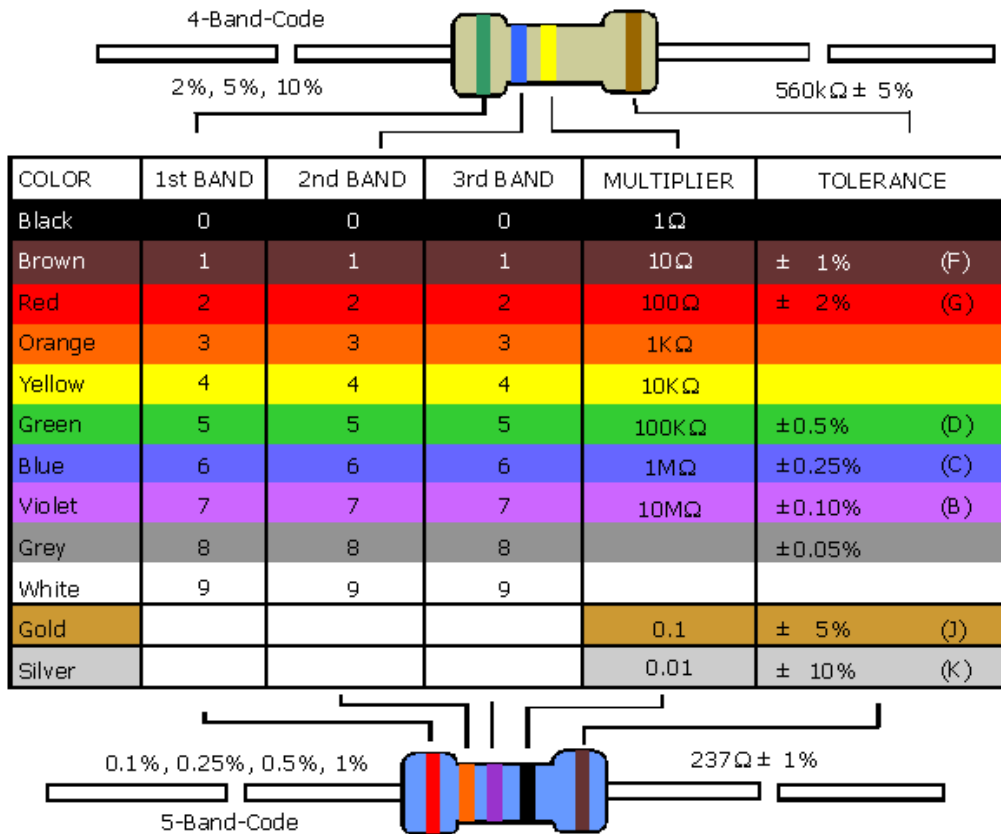 4-Band-Code
2%, 5%, 10%
560kΩ ± 5%
COLOR 1st BAND 2nd BAND 3rd BAND MULTIPLIER TOLERANCE
Black 0 0 0 1Ω
Brown 1 1 1 10Ω ± 1% (F)
Red 2 2 2 100Ω ± 2% (G)
Orange 3 3 3 1KΩ
Yellow 4 4 4 10KΩ
Green 5 5 5 100KΩ ±0.5% (D)
Blue 6 6 6 1MΩ ±0.25% (C)
Violet 7 7 7 10MΩ ±0.10% (B)
Grey 8 8 8 ±0.05%
White 9 9 9
Gold 0.1 ± 5% (J)
Silver 0.01 ± 10% (K)
0.1%, 0.25%, 0.5%, 1%
237Ω ± 1%
5-Band-Code